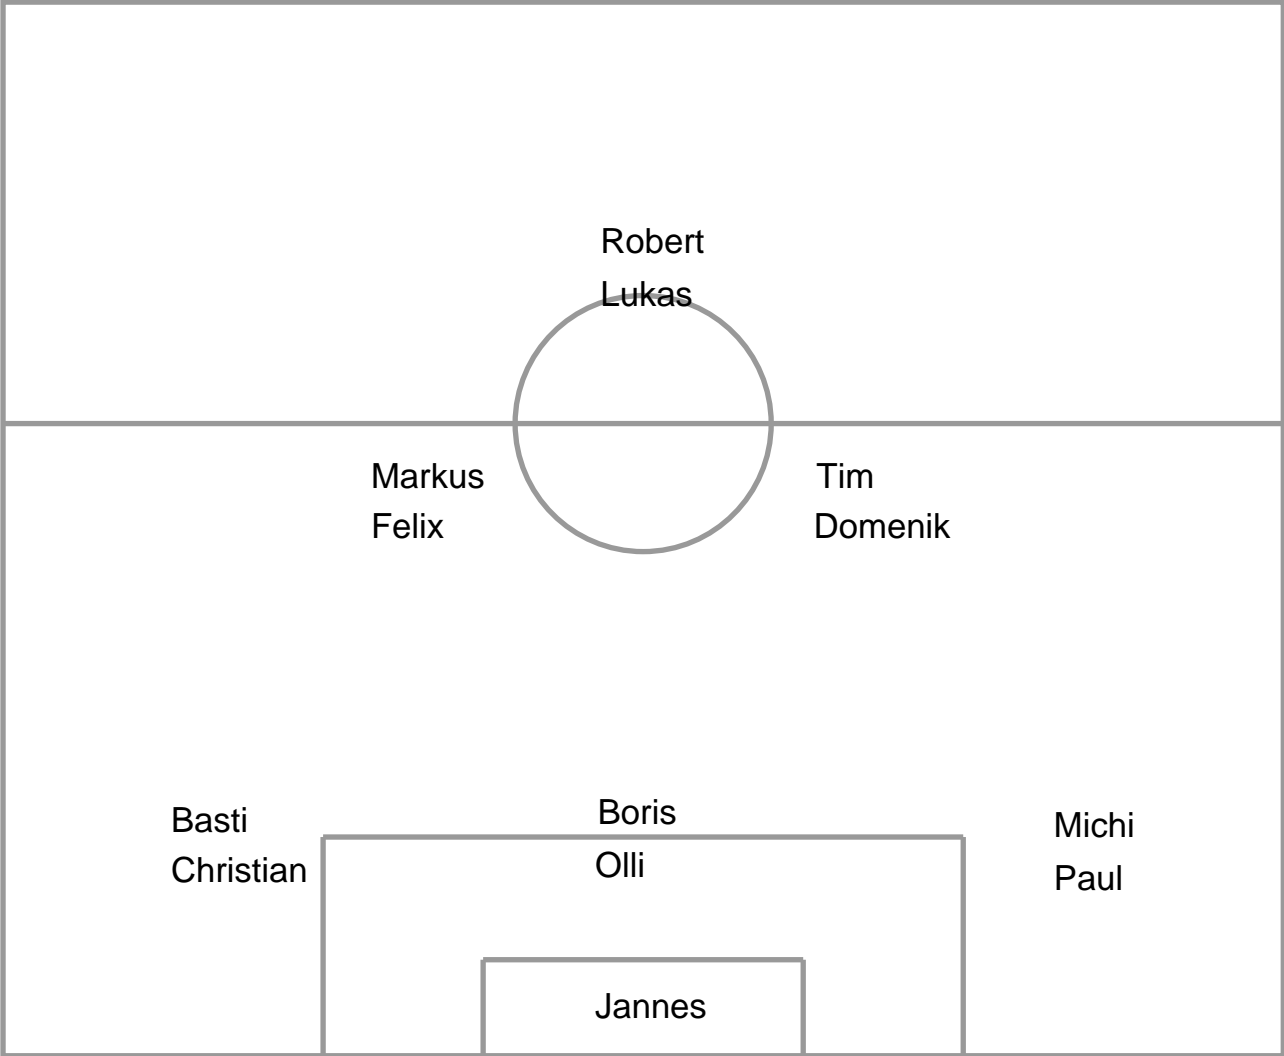 Robert
Lukas
Markus
Felix
Tim
Domenik
Basti
Christian
Boris
Olli
Michi
Paul
Jannes